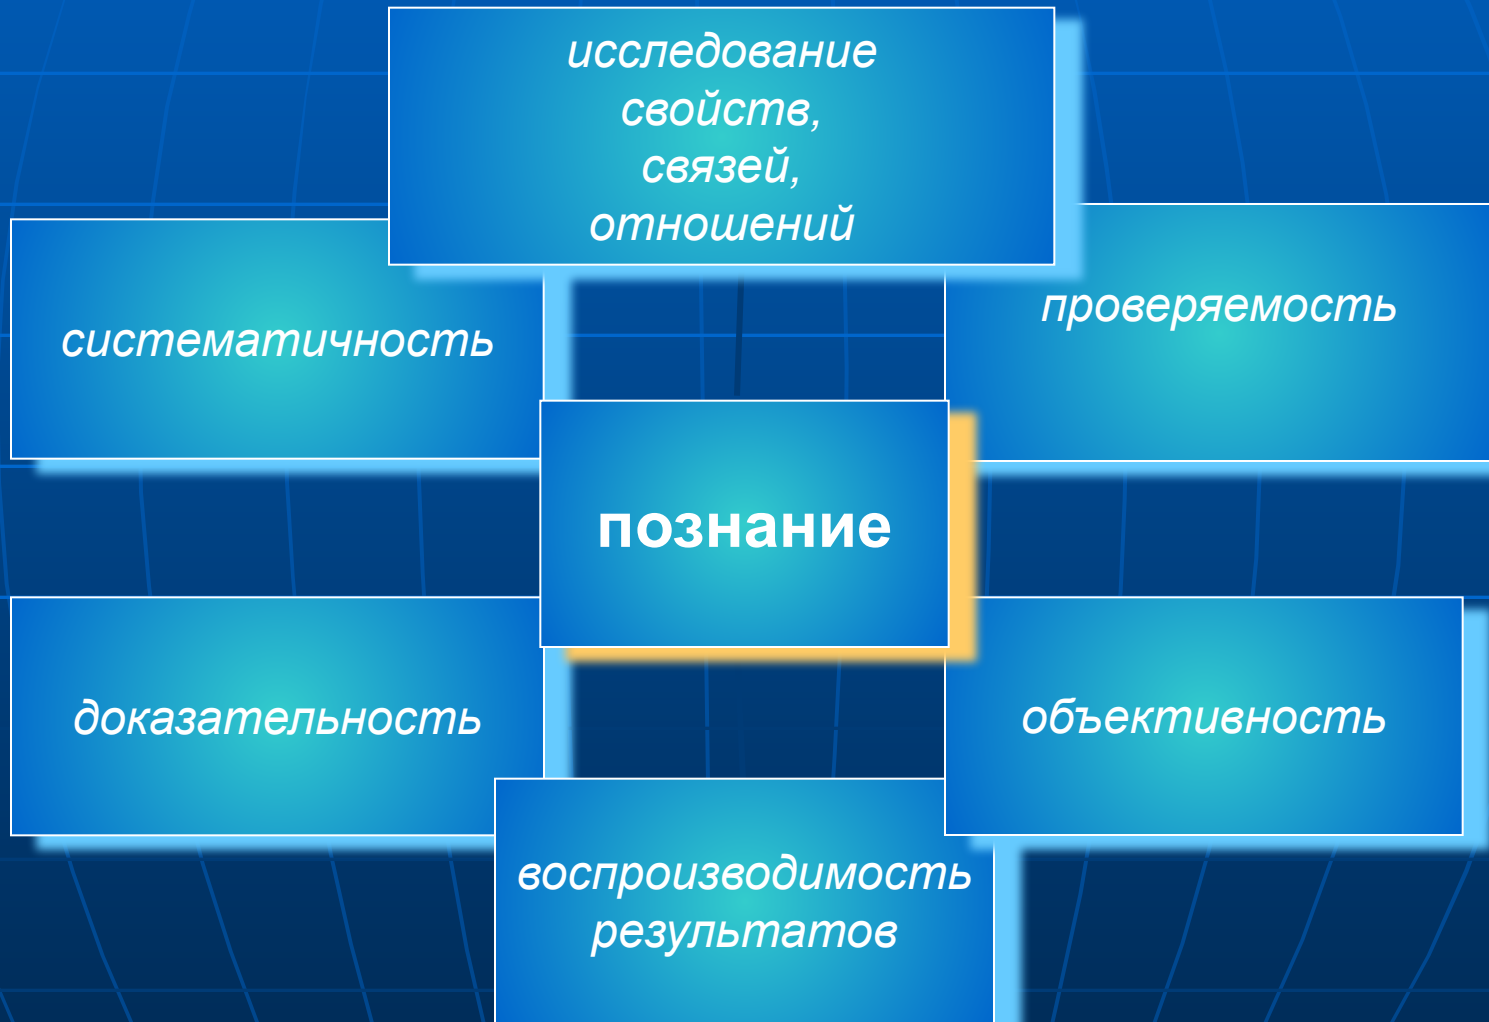 исследование
свойств,
связей,
отношений
систематичность
проверяемость
познание
доказательность
объективность
воспроизводимость
результатов